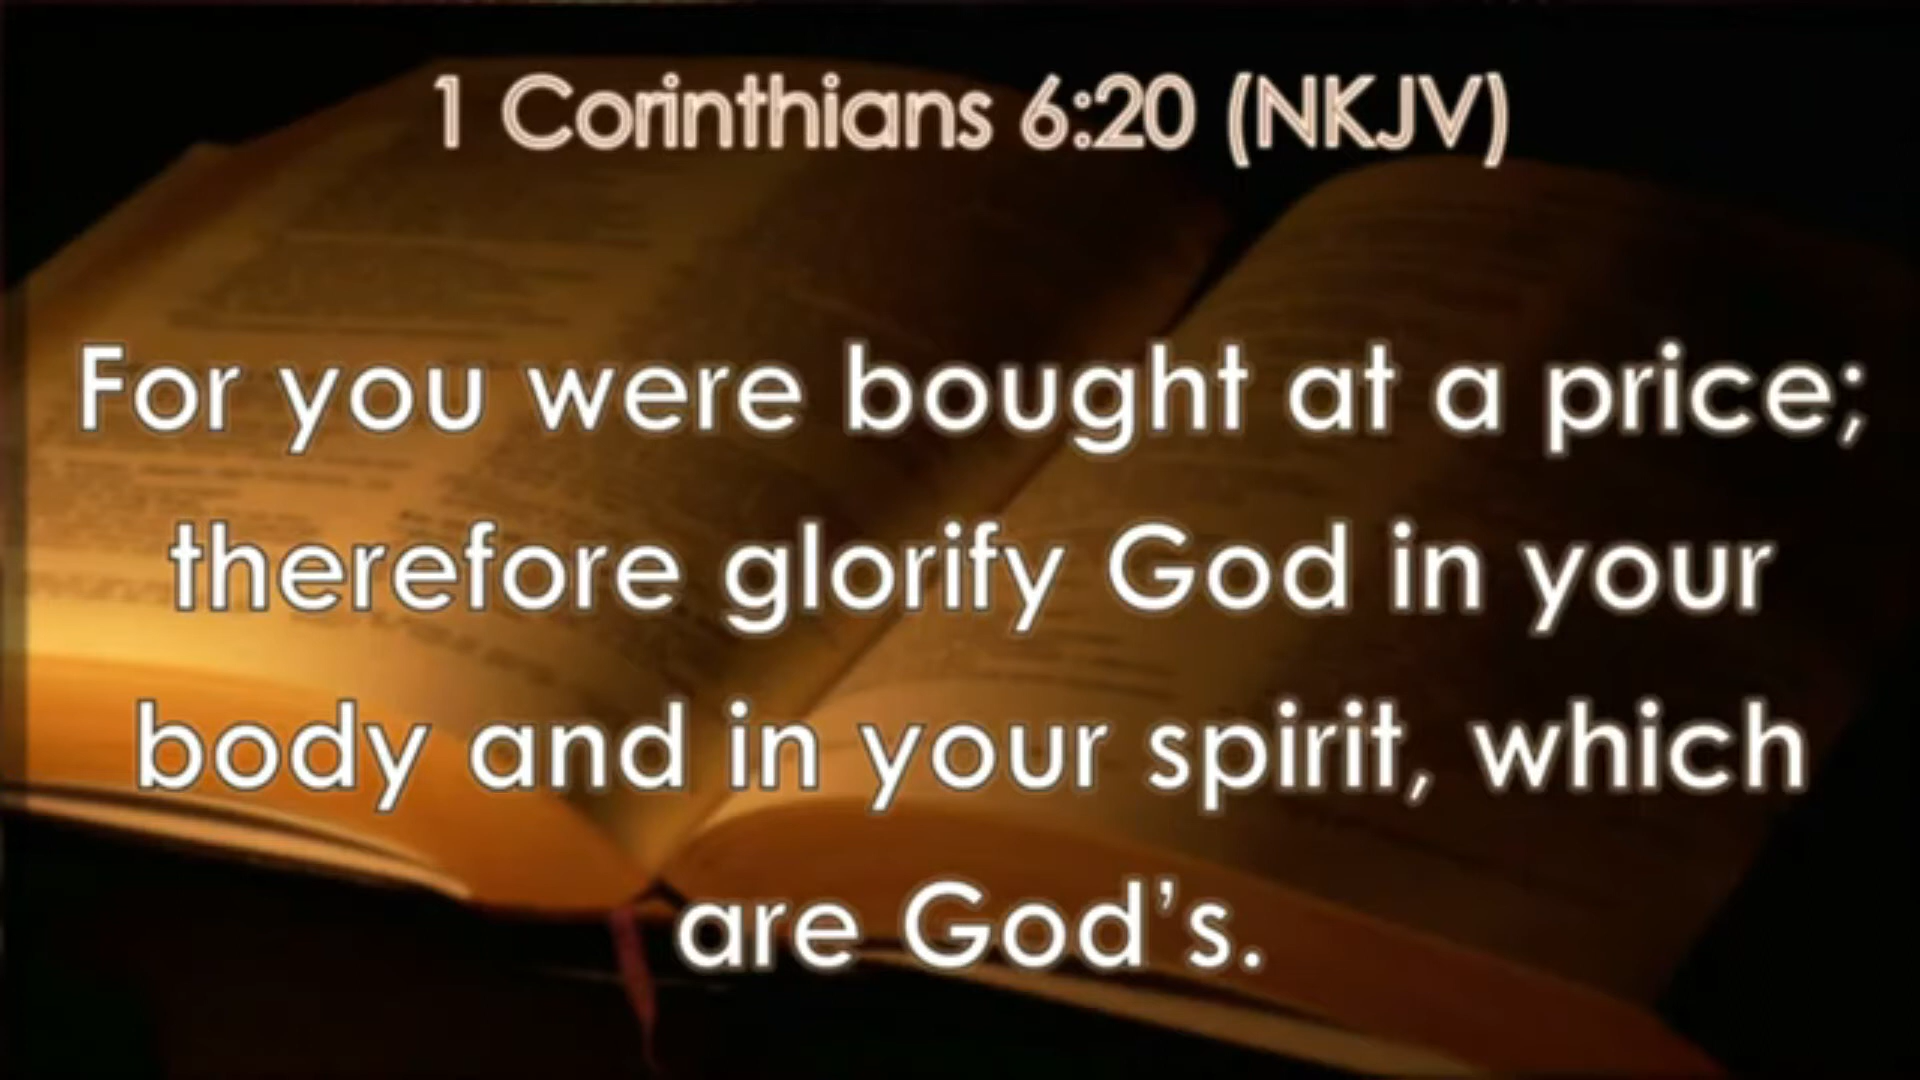 1 Corinthians 6:20 (NKJV)
For you were bought at a price;
therefore glorify God in your
body and in your spirit, which
are God’s.